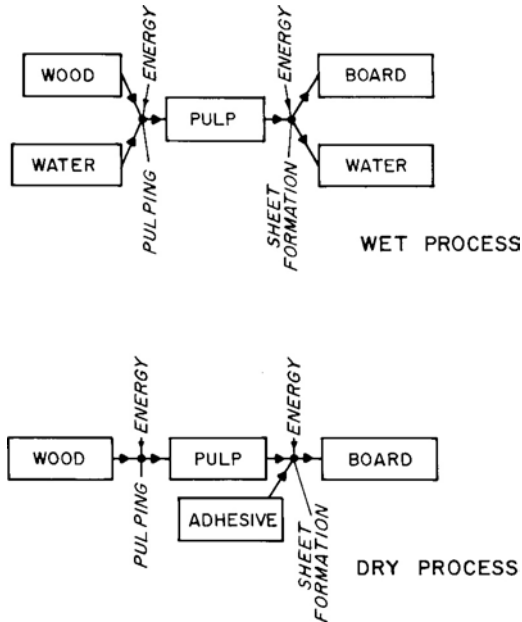 WOOD
WATER
ENERGY
PULPING
PULP
ENERGY
SHEET
FORMATION
BOARD
WATER
WET PROCESS
WOOD
ENERGY
PULPING
PULP
ADHESIVE
ENERGY
SHEET
FORMATION
BOARD
DRY PROCESS